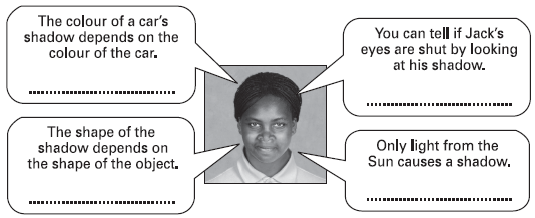 The colour of a car's
shadow depends on the
colour of the car.
You can tell if Jack's
eyes are shut by looking
at his shadow.
The shape of the
shadow depends on
the shape of the object.
Only light from the
Sun causes a shadow.